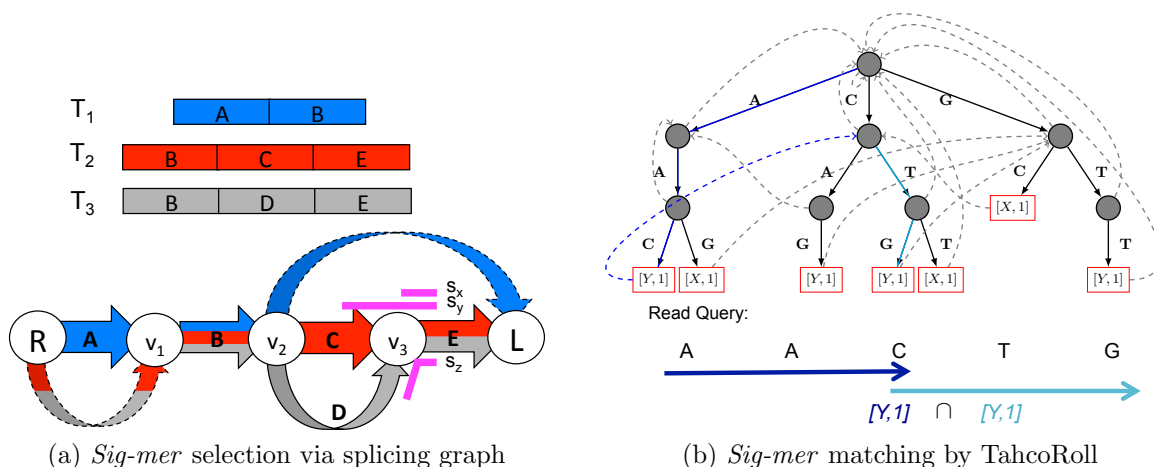 T1 A B
T2 B C E
T3 B D E
R A v1 B v2 C v3 E L
sx
sy
sz
D
(a) Sig-mer selection via splicing graph
A C G
A A T C T
C G G G T [X, 1] T
[Y, 1] [X, 1] [Y, 1] [Y, 1] [X, 1] [Y, 1]
Read Query:
A A C T G
[Y,1] ∩ [Y,1]
(b) Sig-mer matching by TahcoRoll